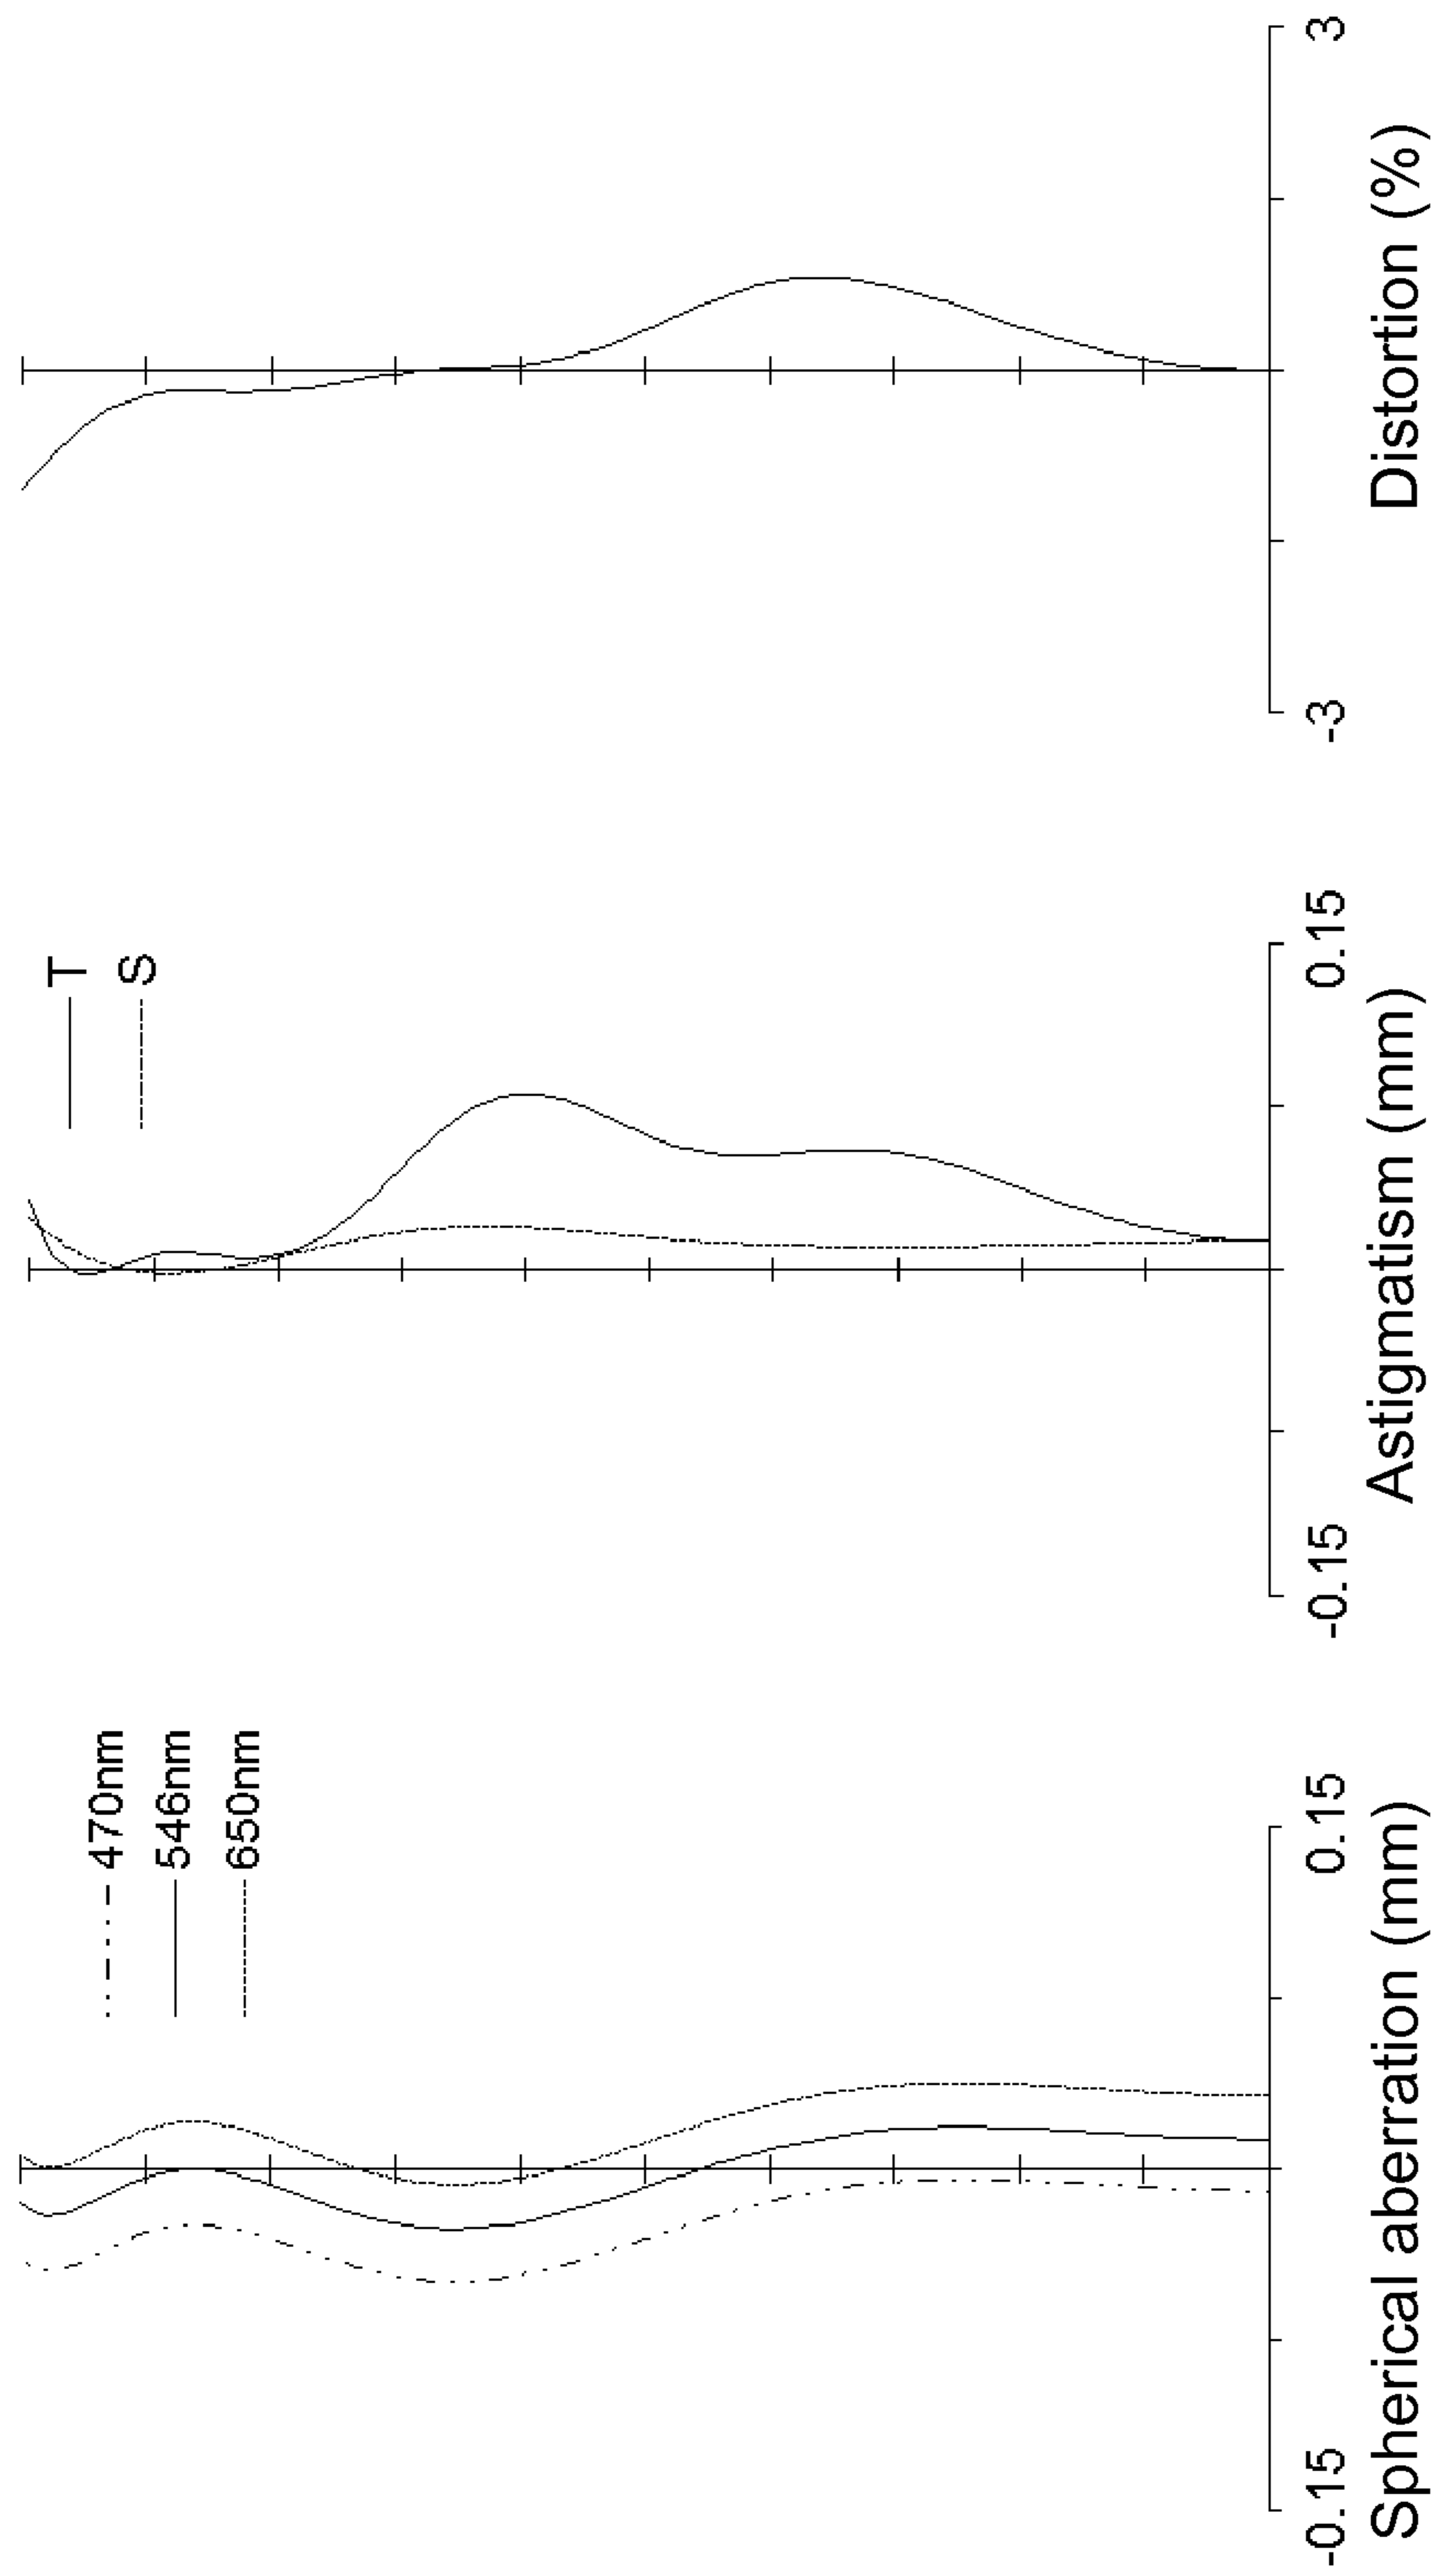 470nm
546nm
650nm
-0.15
0.15
Spherical aberration (mm)
T
S
-0.15
0.15
Astigmatism (mm)
-3
3
Distortion (%)